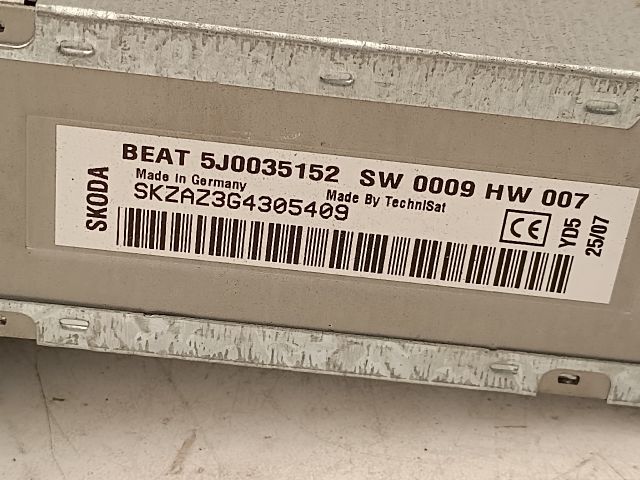 SKODA
BEAT 5J0035152 SW 0009 HW 007
Made in Germany
Made By TechniSat
SKZAZ3G4305409
CE
YD5
25/07